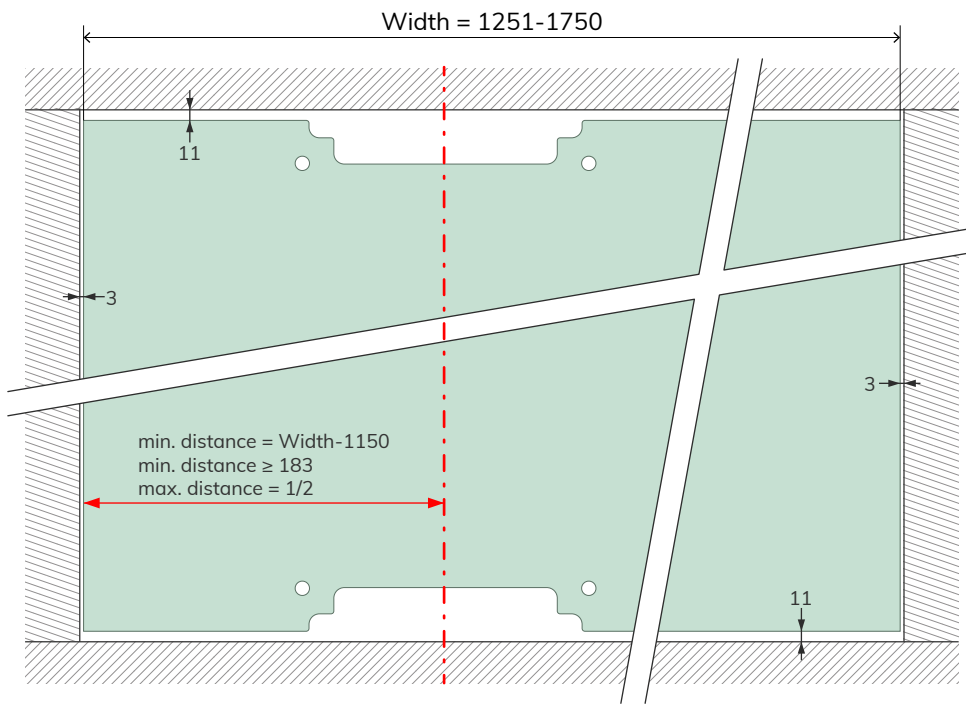 Width = 1251-1750
11
3
3
min. distance = Width-1150
min. distance ≥ 183
max. distance = 1/2
11